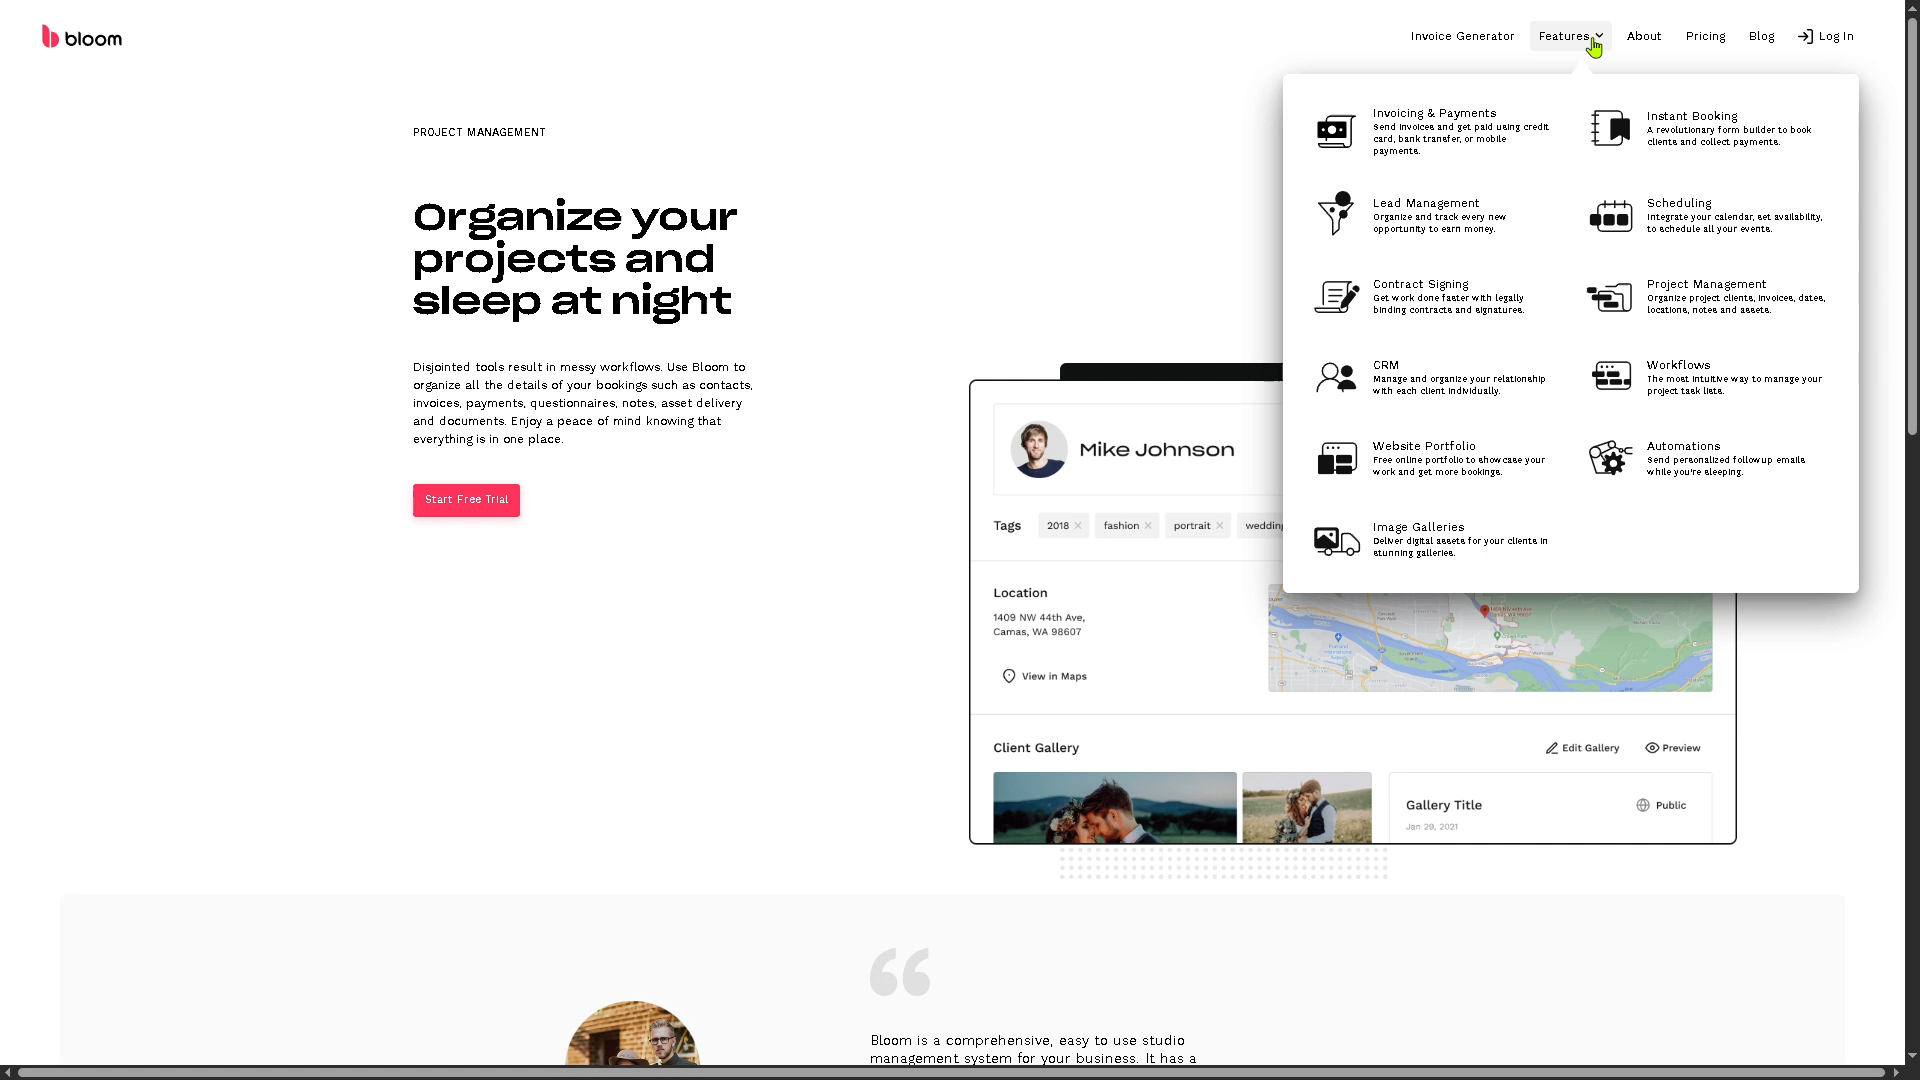 bloom
Invoice Generator
Features
About
Pricing
Blog
Log In
PROJECT MANAGEMENT
Organize your
projects and
sleep at night
Disjointed tools result in messy workflows. Use Bloom to
organize all the details of your bookings such as contacts,
invoices, payments, questionnaires, notes, asset delivery
and documents. Enjoy a peace of mind knowing that
everything is in one place.
Start Free Trial
Invoicing & Payments
Send invoices and get paid using credit
card, bank transfer, or mobile
payments.
Instant Booking
A revolutionary form builder to book
clients and collect payments.
Lead Management
Organize and track every new
opportunity to earn money.
Scheduling
Integrate your calendar, set availability,
to schedule all your events.
Contract Signing
Get work done faster with legally
binding contracts and signatures.
Project Management
Organize project clients, invoices, dates,
locations, notes and assets.
CRM
Manage and organize your relationship
with each client individually.
Workflows
The most intuitive way to manage your
project task lists.
Website Portfolio
Free online portfolio to showcase your
work and get more bookings.
Automations
Send personalized followup emails
while you're sleeping.
Image Galleries
Deliver digital assets for your clients in
stunning galleries.
Mike Johnson
Tags
2018
fashion
portrait
wedding
Location
1409 NW 44th Ave,
Camas, WA 98607
View in Maps
Client Gallery
Edit Gallery
Preview
Gallery Title
Public
Jan 29, 2021
Bloom is a comprehensive, easy to use studio
management system for your business. It has a